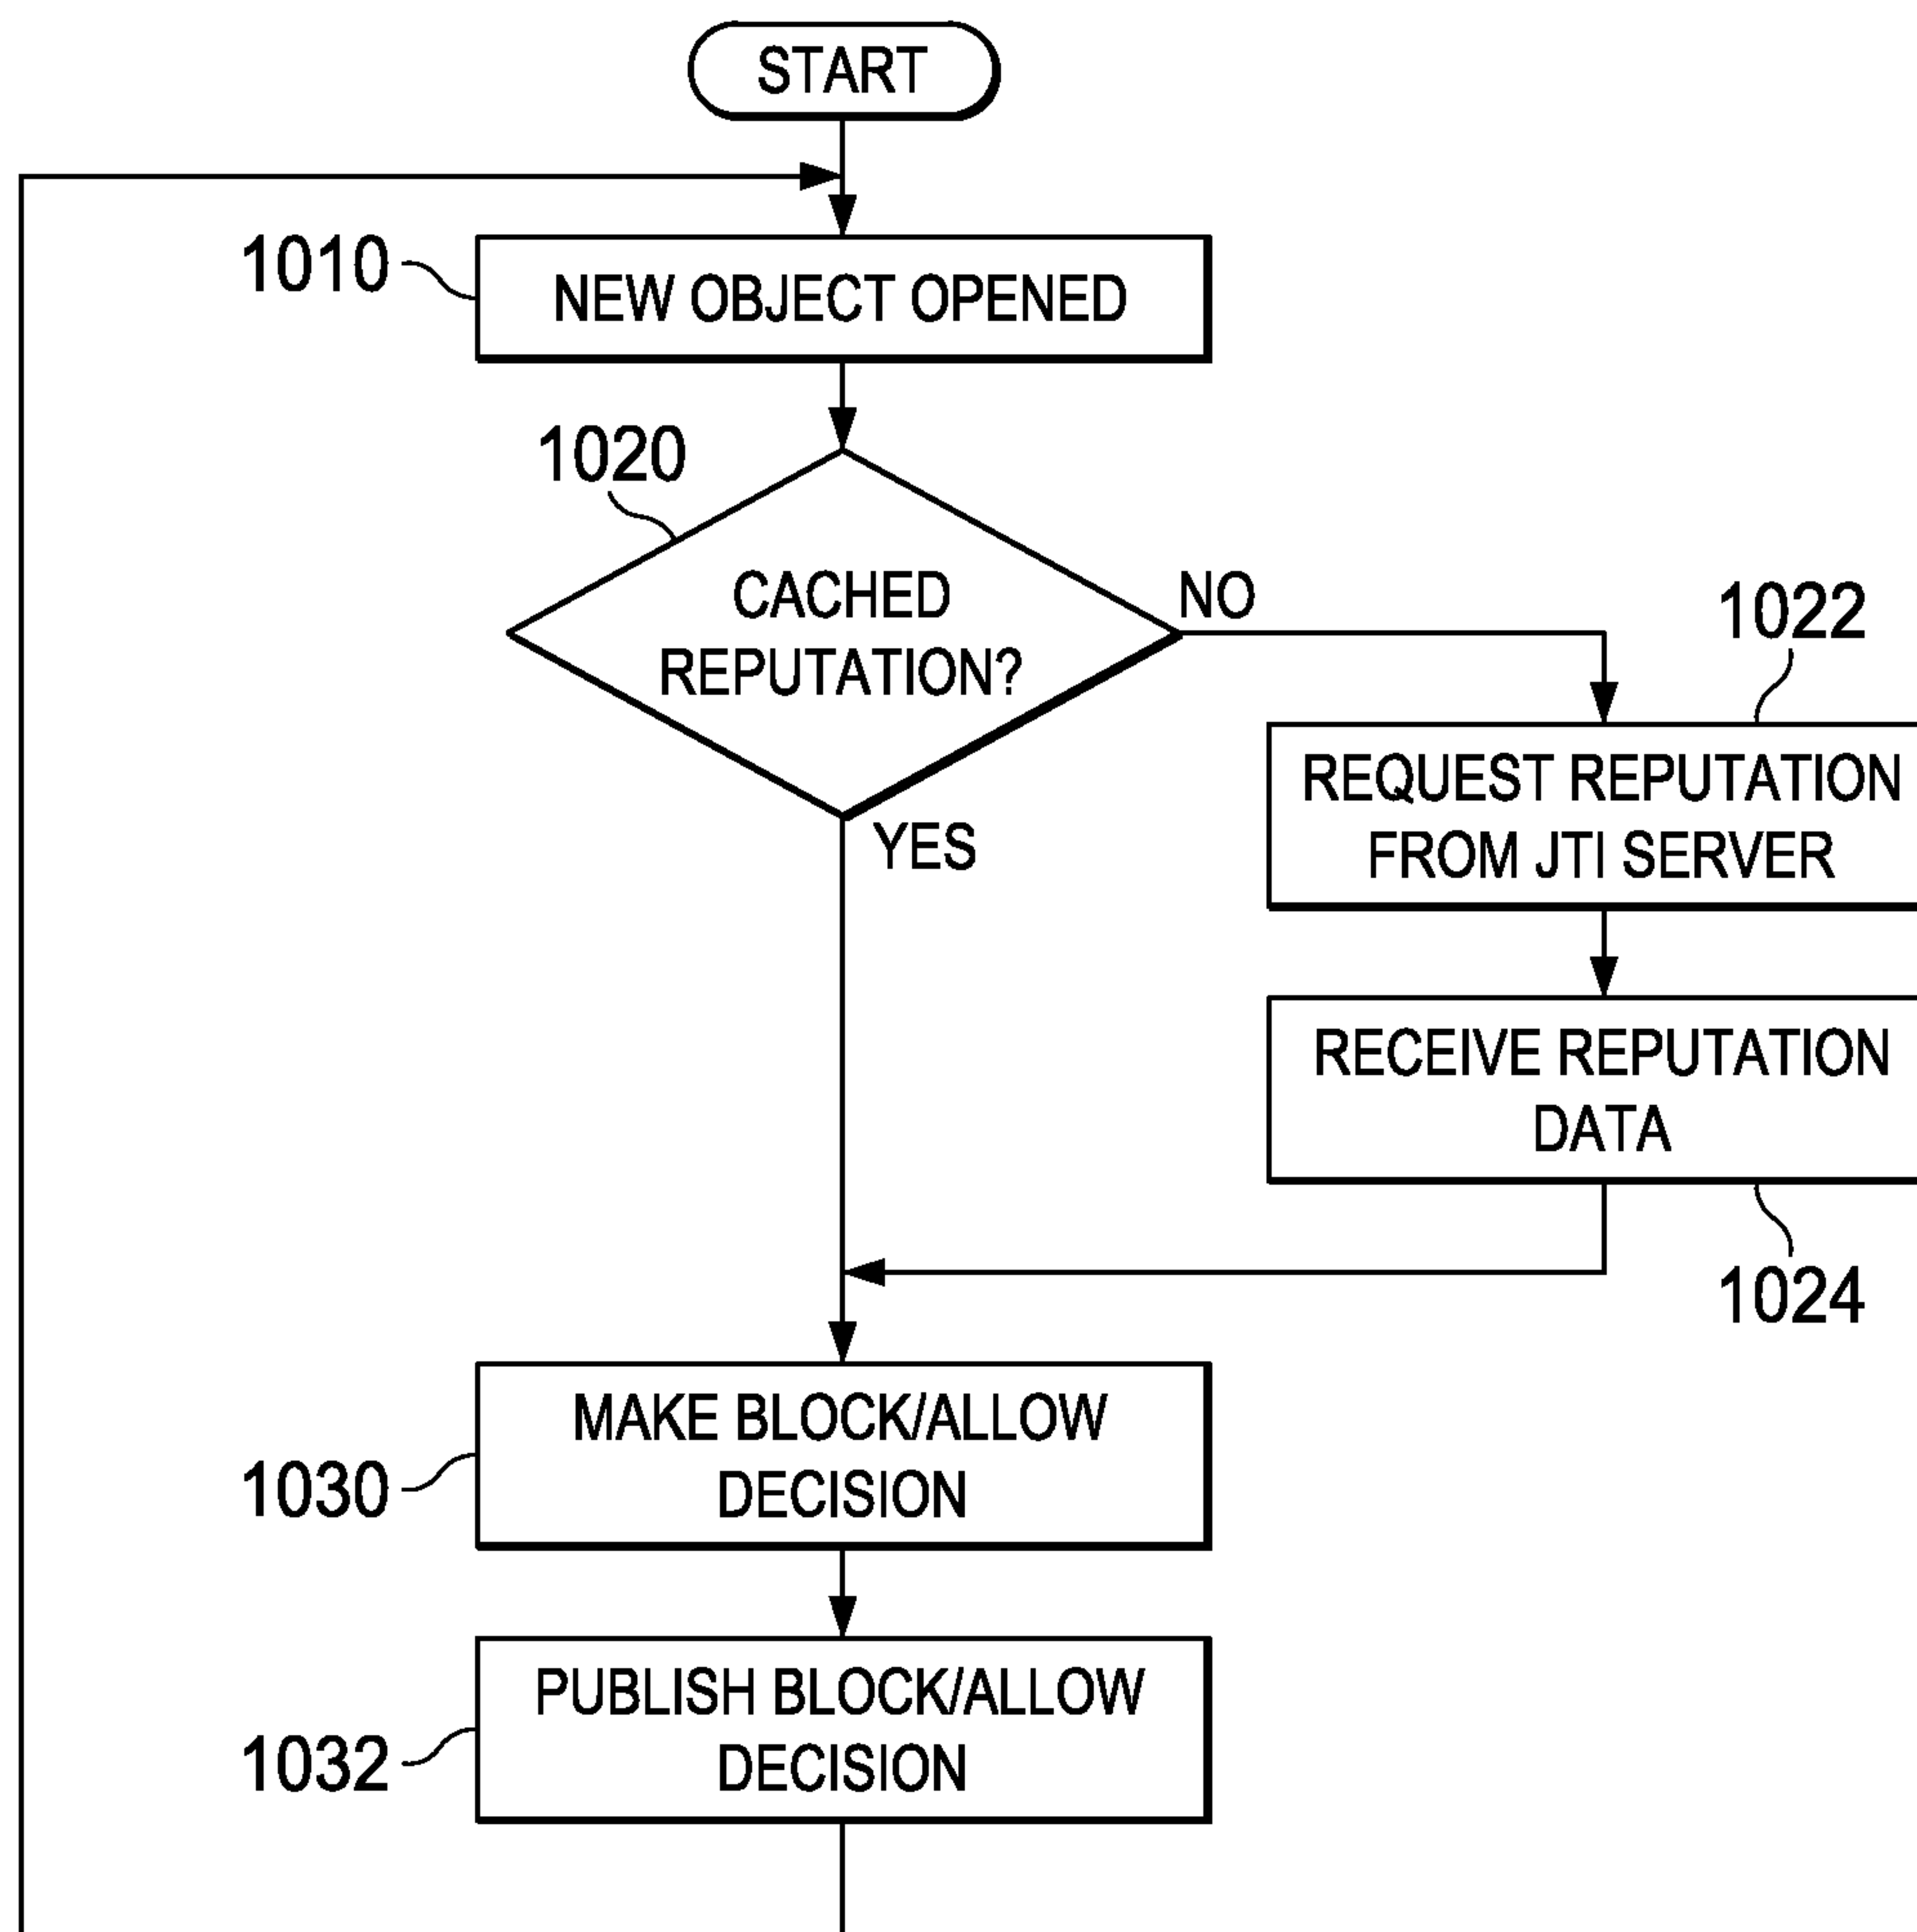 START
1010
NEW OBJECT OPENED
1020
CACHED
REPUTATION?
NO
YES
1022
REQUEST REPUTATION
FROM JTI SERVER
RECEIVE REPUTATION
DATA
1024
MAKE BLOCK/ALLOW
DECISION
1030
PUBLISH BLOCK/ALLOW
DECISION
1032